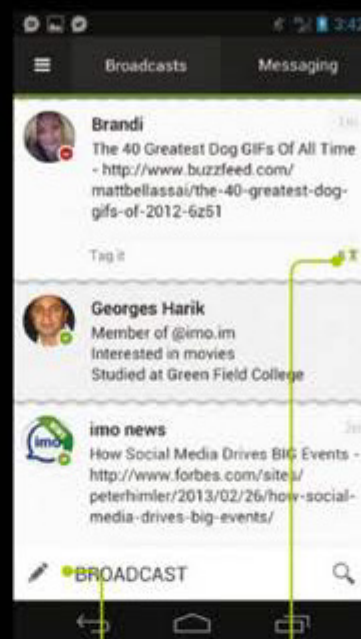 3:42
Broadcasts Messaging
Brandi
The 40 Greatest Dog GIFs Of All Time
- http://www.buzzfeed.com/
mattbellassai/the-40-greatest-dog-
gifs-of-2012-6z51
Tag it
Georges Harik
Member of @imo.im
Interested in movies
Studied at Green Field College
imo
imo news
How Social Media Drives BIG Events -
http://www.forbes.com/sites/
peterhimler/2013/02/26/how-social-
media-drives-big-events/
BROADCAST